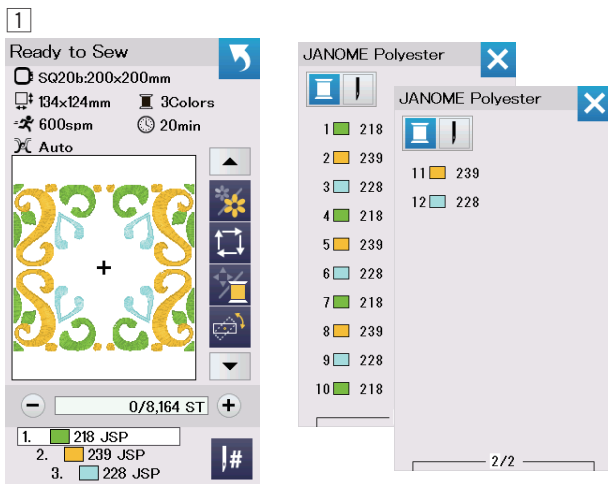 1
Ready to Sew
SQ20b:200x200mm
134x124mm 3Colors
600spm 20min
Auto
0/8,164 ST
1. 218 JSP
2. 239 JSP
3. 228 JSP
#
JANOME Polyester
1 218
2 239
3 228
4 218
5 239
6 228
7 218
8 239
9 228
10 218
JANOME Polyester
11 239
12 228
2/2